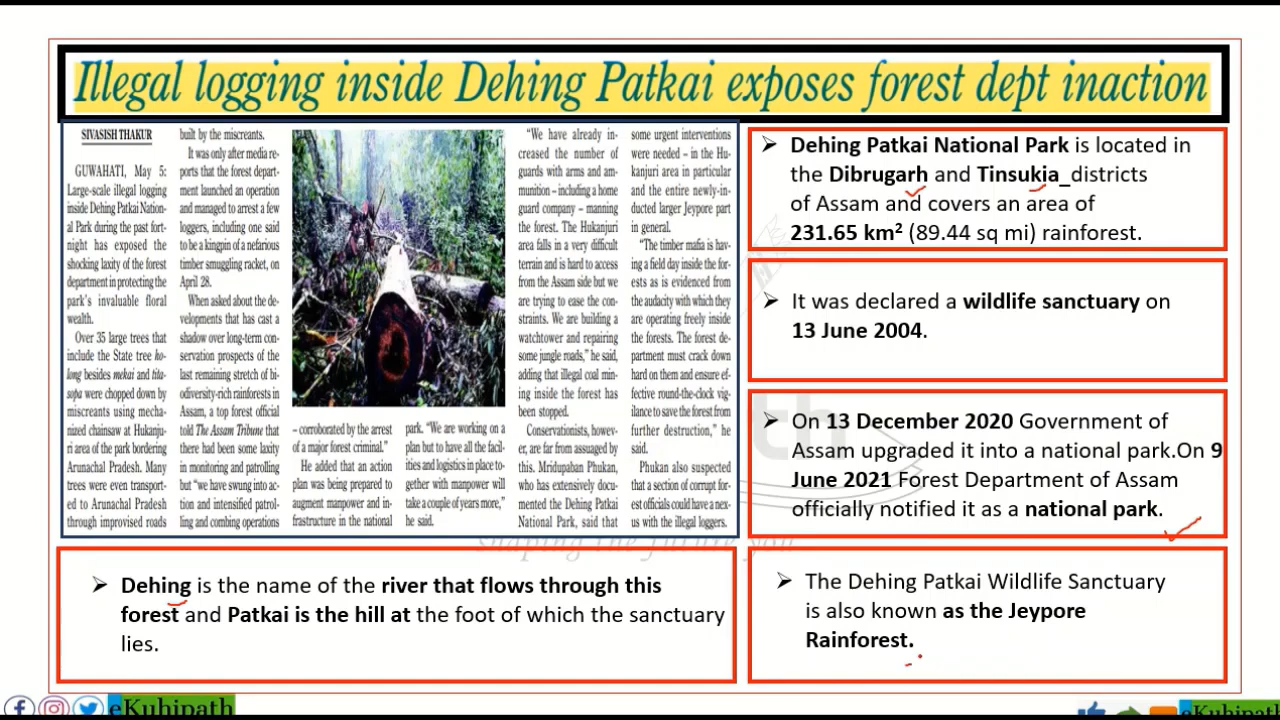 Illegal logging inside Dehing Patkai exposes forest dept inaction
SIVASISH THAKUR
GUWAHATI, May 5:
Large-scale illegal logging
inside Dehing Patkai Nation-
al Park during the past fort-
night has exposed the
shocking laxity of the forest
department in protecting the
park's invaluable floral
wealth.
Over 35 large trees that
include the State tree ho-
long besides mekai and tita-
sopa were chopped down by
miscreants using mecha-
nized chainsaw at Hukanju-
ri area of the park bordering
Arunachal Pradesh. Many
trees were even transport-
ed to Arunachal Pradesh
through improvised roads
built by the miscreants.
It was only after media re-
ports that the forest depart-
ment launched an operation
and managed to arrest a few
loggers, including one said
to be a kingpin of a nefarious
timber smuggling racket, on
April 28.
When asked about the de-
velopments that has cast a
shadow over long-term con-
servation prospects of the
last remaining stretch of bi-
odiversity-rich rainforests in
Assam, a top forest official
told The Assam Tribune that
there had been some laxity
in monitoring and patrolling
but “we have swung into ac-
tion and intensified patrol-
ling and combing operations
– corroborated by the arrest
of a major forest criminal.”
He added that an action
plan was being prepared to
augment manpower and in-
frastructure in the national
park. “We are working on a
plan but to have all the facil-
ities and logistics in place to-
gether with manpower will
take a couple of years more,”
he said.
“We have already in-
creased the number of
guards with arms and am-
munition – including a home
guard company – manning
the forest. The Hukanjuri
area falls in a very difficult
terrain and is hard to access
from the Assam side but we
are trying to ease the con-
straints. We are building a
watchtower and repairing
some jungle roads,” he said,
adding that illegal coal min-
ing inside the forest has
been stopped.
Conservationists, howev-
er, are far from assuaged by
this. Mridupaban Phukan,
who has extensively docu-
mented the Dehing Patkai
National Park, said that
some urgent interventions
were needed – in the Hu-
kanjuri area in particular
and the entire newly-in-
ducted larger Jeypore part
in general.
“The timber mafia is hav-
ing a field day inside the for-
ests as is evidenced from
the audacity with which they
are operating freely inside
the forests. The forest de-
partment must crack down
hard on them and ensure ef-
fective round-the-clock vig-
ilance to save the forest from
further destruction,” he
said.
Phukan also suspected
that a section of corrupt for-
est officials could have a nex-
us with the illegal loggers.
➢ Dehing Patkai National Park is located in
the Dibrugarh and Tinsukia_districts
of Assam and covers an area of
231.65 km² (89.44 sq mi) rainforest.
➢ It was declared a wildlife sanctuary on
13 June 2004.
➢ On 13 December 2020 Government of
Assam upgraded it into a national park.On 9
June 2021 Forest Department of Assam
officially notified it as a national park.
shaping the future you
➢ Dehing is the name of the river that flows through this
forest and Patkai is the hill at the foot of which the sanctuary
lies.
➢ The Dehing Patkai Wildlife Sanctuary
is also known as the Jeypore
Rainforest.
eKuhipath
eKuhipath